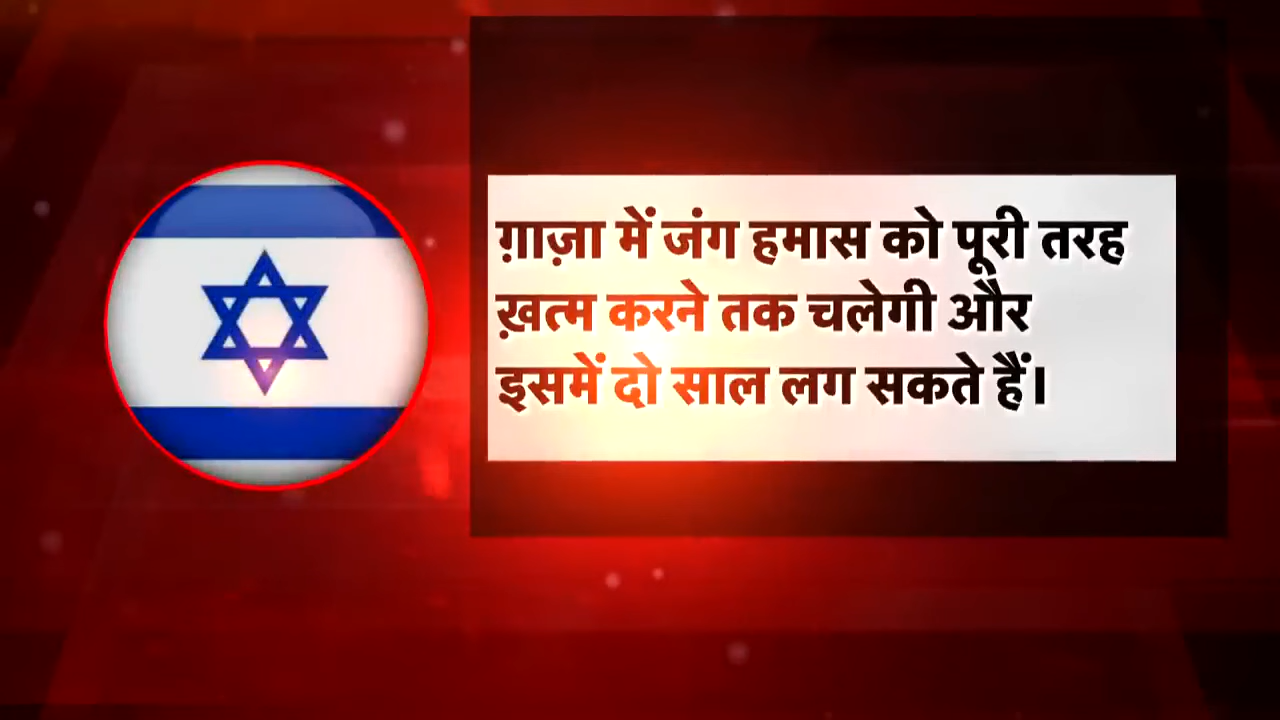 ग़ाज़ा में जंग हमास को पूरी तरह
ख़त्म करने तक चलेगी और
इसमें दो साल लग सकते हैं।